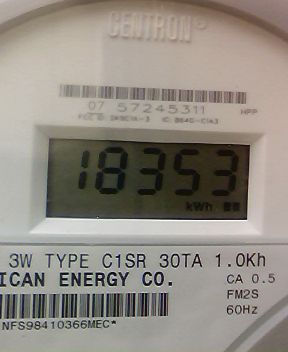 CENTRON®
07 57245311 HPP
18353
kWh
3W TYPE C1SR 30TA 1.0Kh
ICAN ENERGY CO. CA 0.5
FM2S
60Hz
NFS98410366MEC*